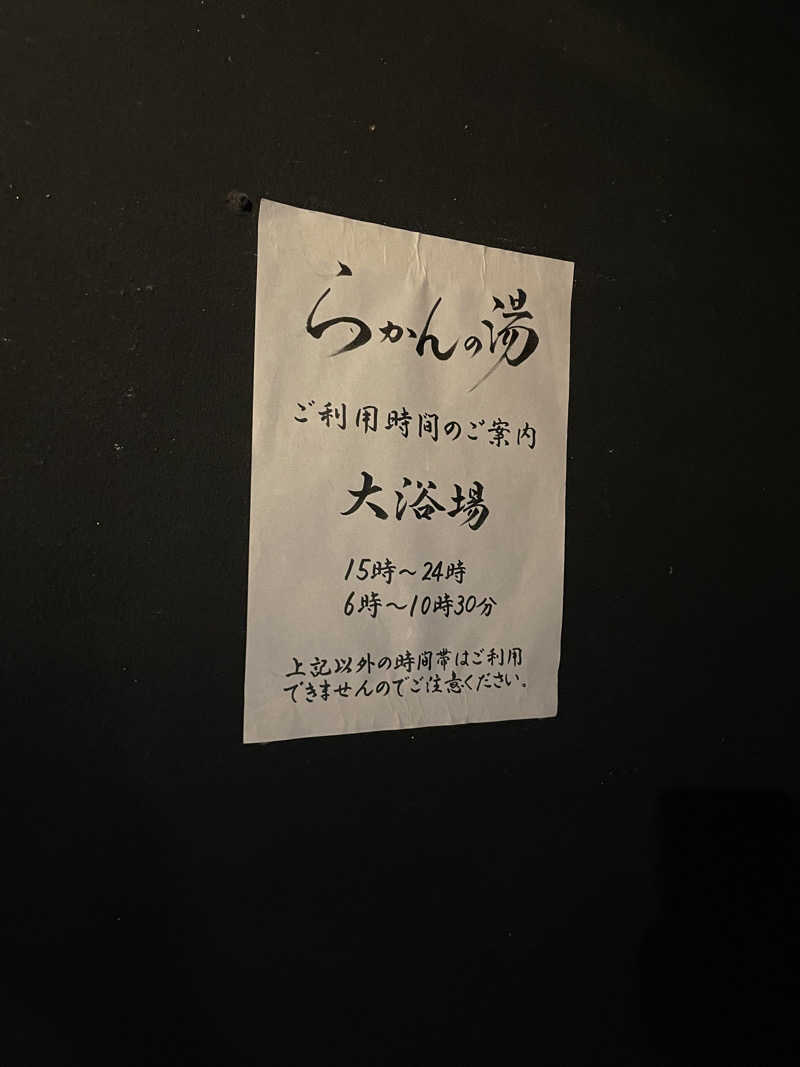 らかんの湯
ご利用時間のご案内
大浴場
15時～24時
6時～10時30分
上記以外の時間帯はご利用
できませんのでご注意ください。